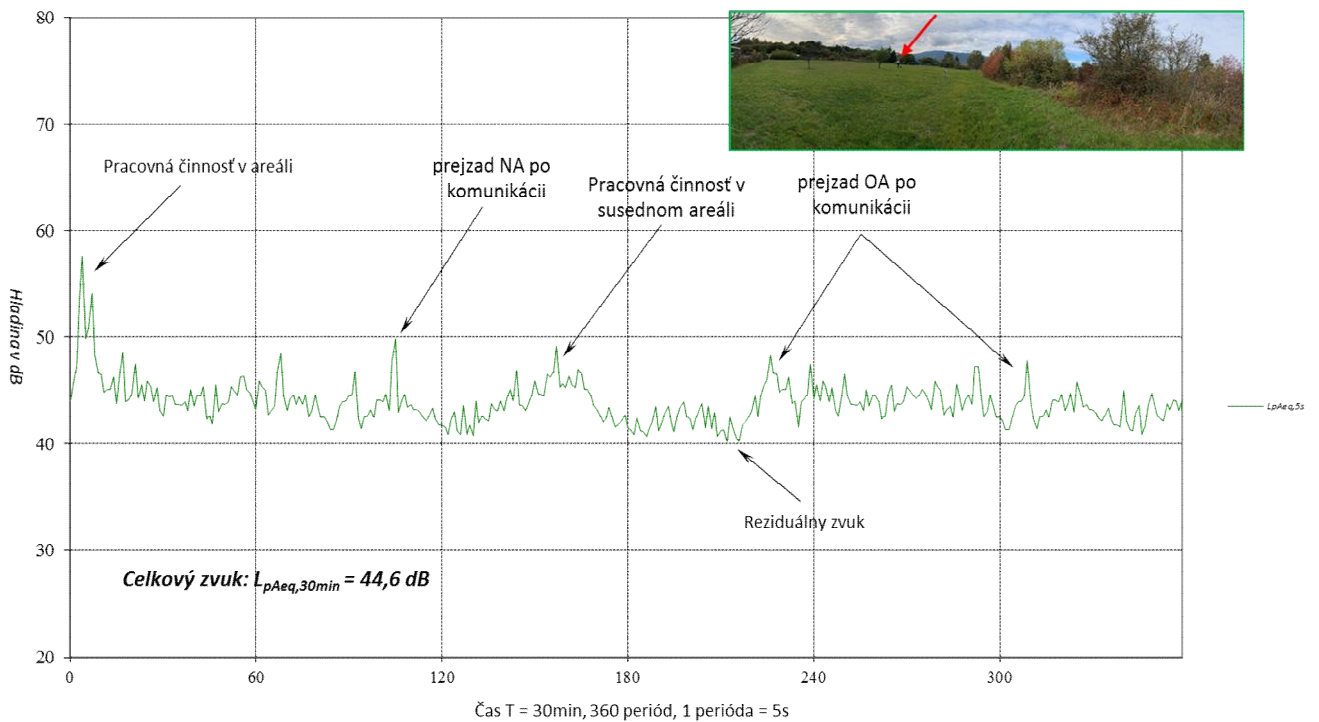 80
70
60
50
40
30
20
Hladina v dB
Pracovná činnosť v areáli
prejzad NA po
komunikácii
Pracovná činnosť v
susednom areáli
prejzad OA po
komunikácii
Reziduálny zvuk
Celkový zvuk: LpAeq,30min = 44,6 dB
LpAeq,5s
0
60
120
180
240
300
Čas T = 30min, 360 periód, 1 perióda = 5s